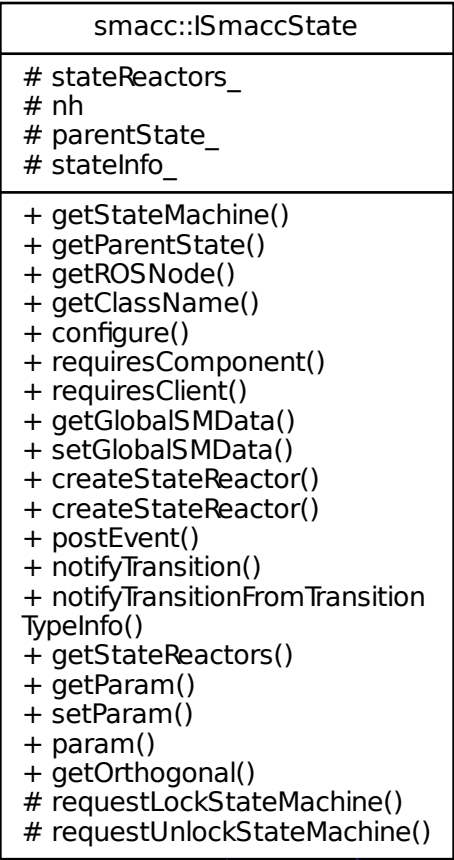 smacc::ISmaccState
# stateReactors_
# nh
# parentState_
# stateInfo_
+ getStateMachine()
+ getParentState()
+ getROSNode()
+ getClassName()
+ configure()
+ requiresComponent()
+ requiresClient()
+ getGlobalSMData()
+ setGlobalSMData()
+ createStateReactor()
+ createStateReactor()
+ postEvent()
+ notifyTransition()
+ notifyTransitionFromTransition
TypeInfo()
+ getStateReactors()
+ getParam()
+ setParam()
+ param()
+ getOrthogonal()
# requestLockStateMachine()
# requestUnlockStateMachine()